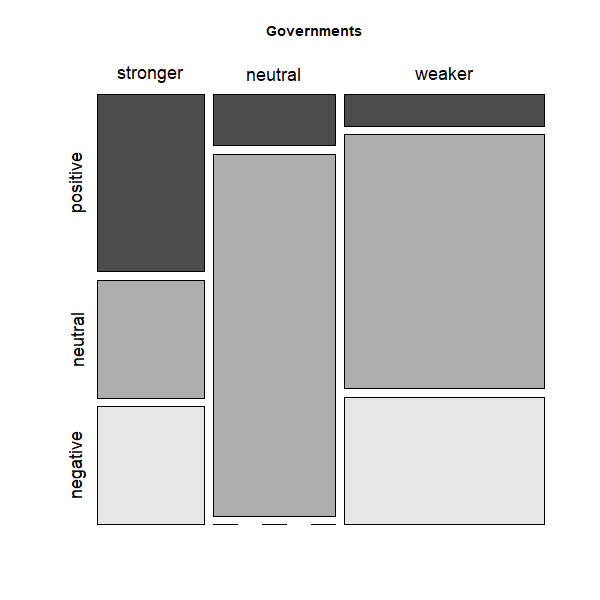 Governments
stronger neutral weaker
positive
neutral
negative